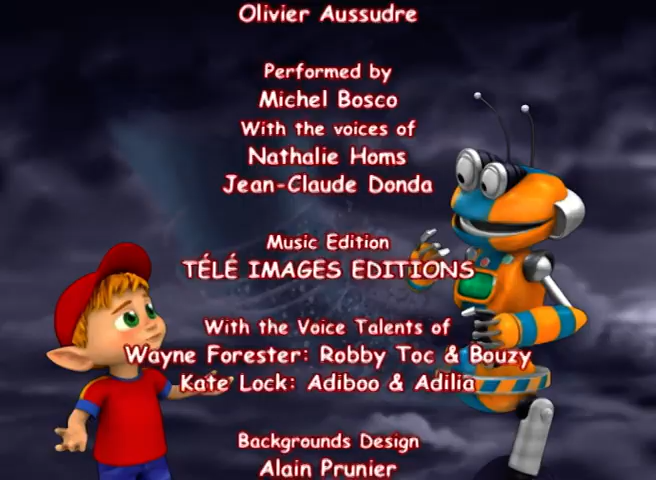 Olivier Aussudre
Performed by
Michel Bosco
With the voices of
Nathalie Homs
Jean-Claude Donda
Music Edition
TÉLÉ IMAGES EDITIONS
With the Voice Talents of
Wayne Forester: Robby Toc & Bouzy
Kate Lock: Adiboo & Adilia
Backgrounds Design
Alain Prunier